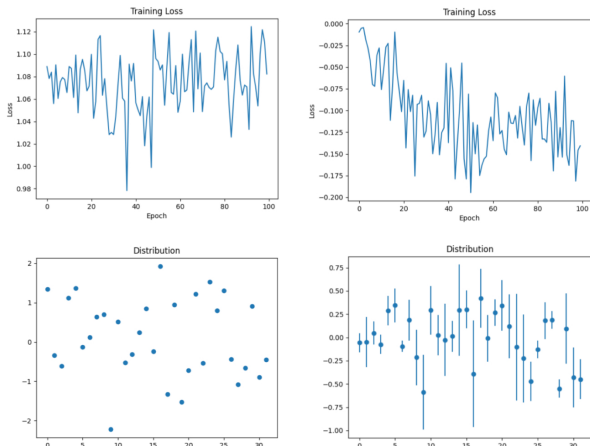 Training Loss
1.12
1.10
1.08
1.06
1.04
1.02
1.00
0.98
Loss
0 20 40 60 80 100
Epoch
Training Loss
0.000
−0.025
−0.050
−0.075
−0.100
−0.125
−0.150
−0.175
−0.200
Loss
0 20 40 60 80 100
Epoch
Distribution
2
1
0
−1
−2
0 5 10 15 20 25 30
Distribution
0.75
0.50
0.25
0.00
−0.25
−0.50
−0.75
−1.00
0 5 10 15 20 25 30